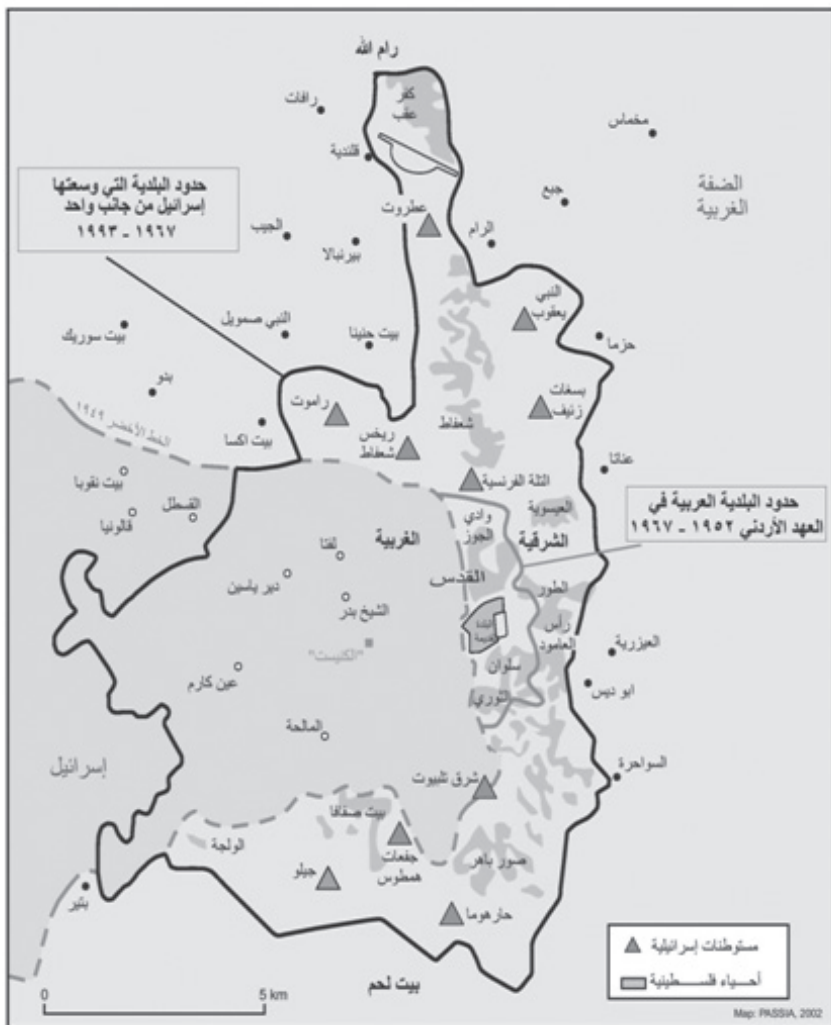 رام الله
كفر
عقب
رافات
مخماس
قلندية
الضفة
الغربية
جبع
حدود البلدية التي وسعتها
إسرائيل من جانب واحد
١٩٦٧ - ١٩٩٣
عطروت
الرام
الجيب
بيرنبالا
النبي
يعقوب
النبي صمويل
بيت سوريك
بيت حنينا
حزما
بدو
بسغات
زئيف
راموت
شعفاط
الخط الأخضر ١٩٤٩
بيت اكسا
ريخس
شعفاط
عناتا
التلة الفرنسية
بيت نقوبا
القسطل
قالونيا
وادي
الجوز
العيسوية
حدود البلدية العربية في
العهد الأردني ١٩٥٢ - ١٩٦٧
الغربية
الشرقية
لفتا
القدس
دير ياسين
الطور
الشيخ بدر
البلدة
القديمة
رأس
العامود
العيزرية
"الكنيست"
سلوان
عين كارم
الثوري
ابو ديس
المالحة
إسرائيل
السواحرة
شرق تلبيوت
بيت صفافا
الولجة
جفعات
همطوس
صور باهر
جيلو
بتير
حارهوما
مستوطنات إسرائيلية
أحياء فلسطينية
بيت لحم
0
5 km
Map: PASSIA, 2002